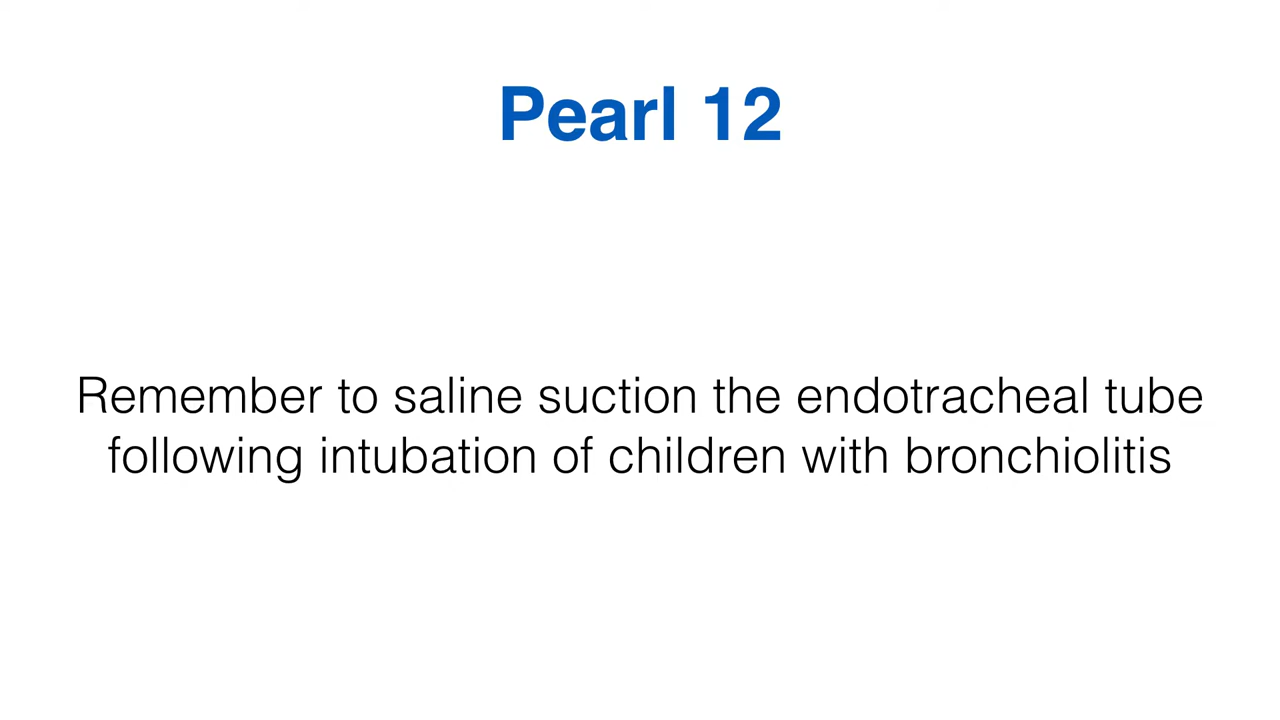 Pearl 12
Remember to saline suction the endotracheal tube
following intubation of children with bronchiolitis